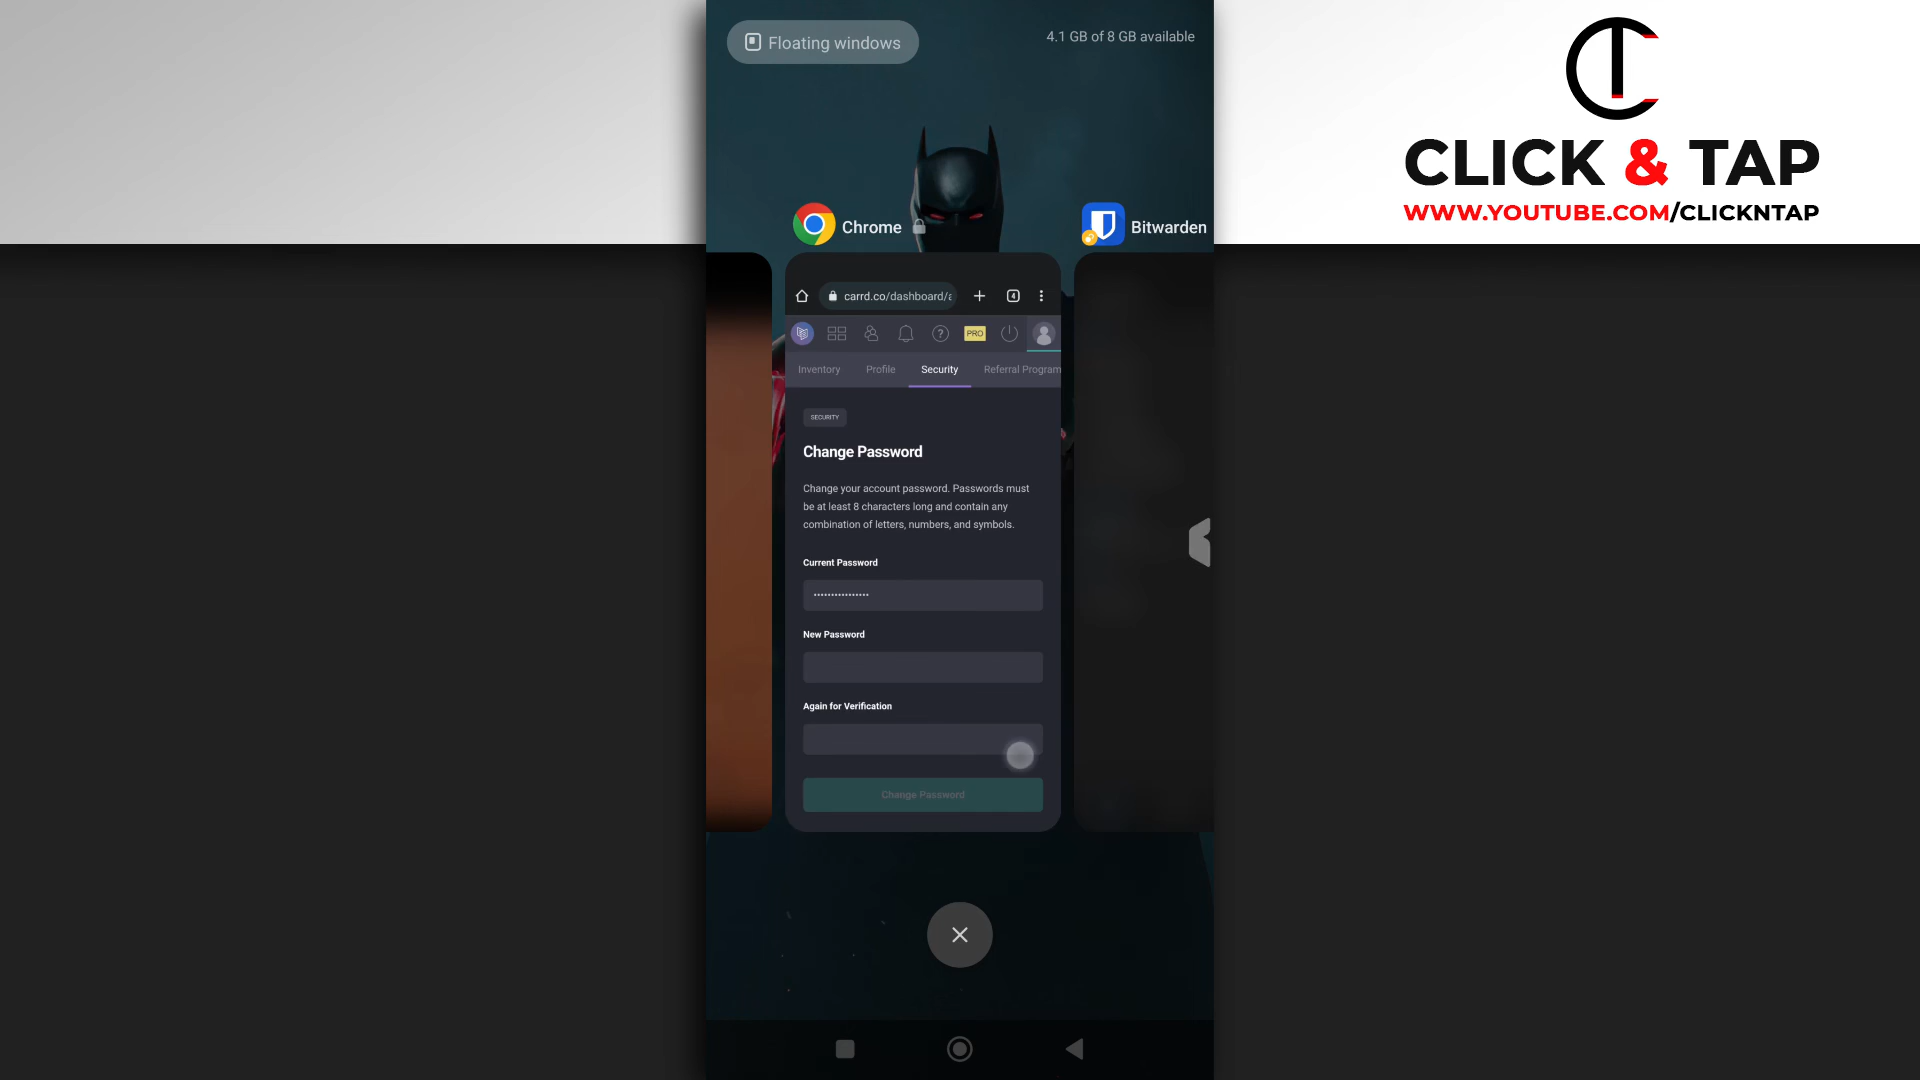 Floating windows
4.1 GB of 8 GB available
CLICK & TAP
WWW.YOUTUBE.COM/CLICKNTAP
Chrome
Bitwarden
carrd.co/dashboard/a
4
PRO
Inventory
Profile
Security
Referral Program
SECURITY
Change Password
Change your account password. Passwords must
be at least 8 characters long and contain any
combination of letters, numbers, and symbols.
Current Password
New Password
Again for Verification
Change Password